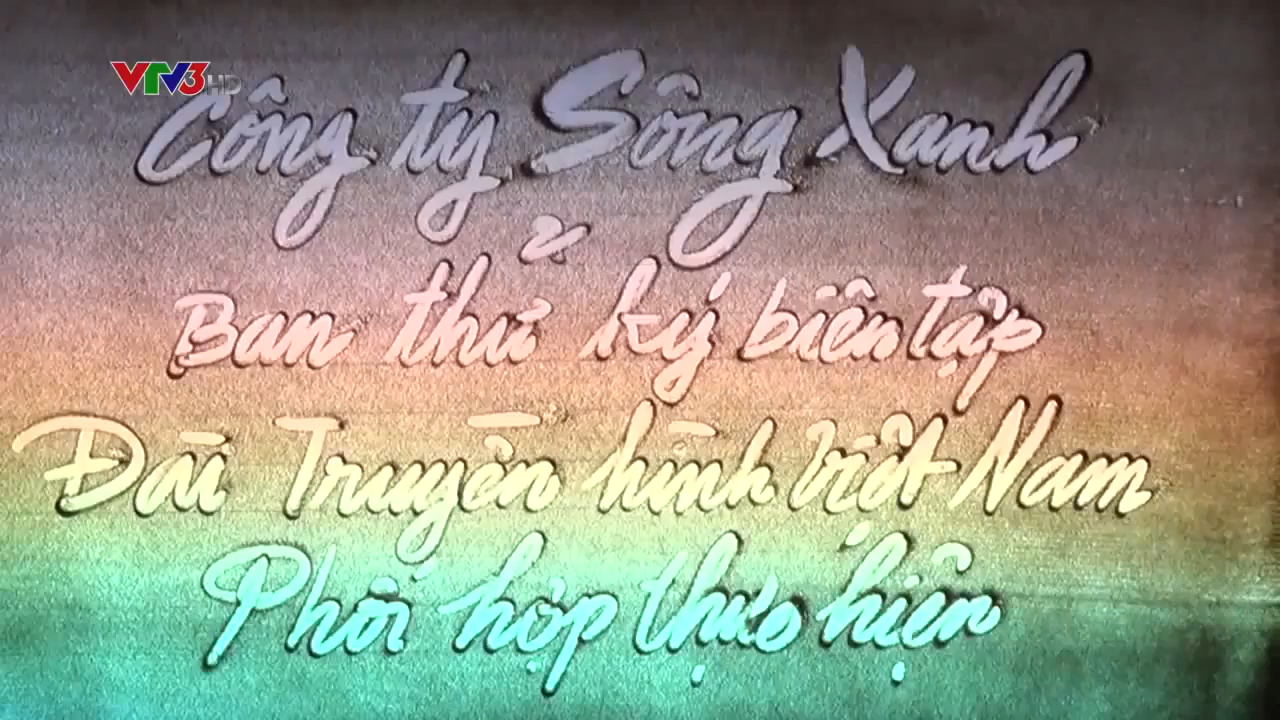 VTV3 HD
Công ty Sông Xanh
&
Ban thư ký biên tập
Đài Truyền hình Việt Nam
Phối hợp thực hiện